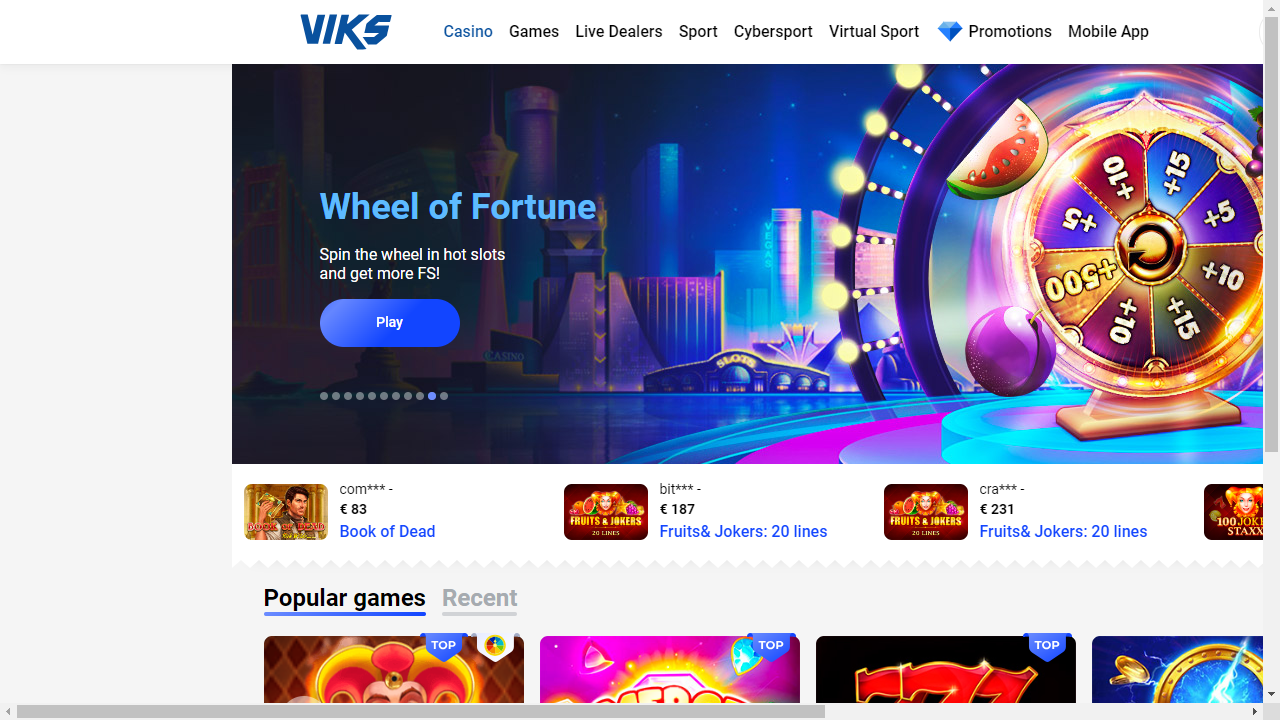 VIKS
Casino Games Live Dealers Sport Cybersport Virtual Sport Promotions Mobile App
Wheel of Fortune
Spin the wheel in hot slots
and get more FS!
Play
VEGAS
CASINO
SLOTS
+10
+15
+5
+5
+10
+500
+10
+15
com*** -
€ 83
Book of Dead
BOOK OF DEAD
bit*** -
€ 187
Fruits& Jokers: 20 lines
FRUITS & JOKERS
20 LINES
cra*** -
€ 231
Fruits& Jokers: 20 lines
FRUITS & JOKERS
20 LINES
100 JOKE
STAXX
Popular games Recent
TOP
TOP
TOP
777